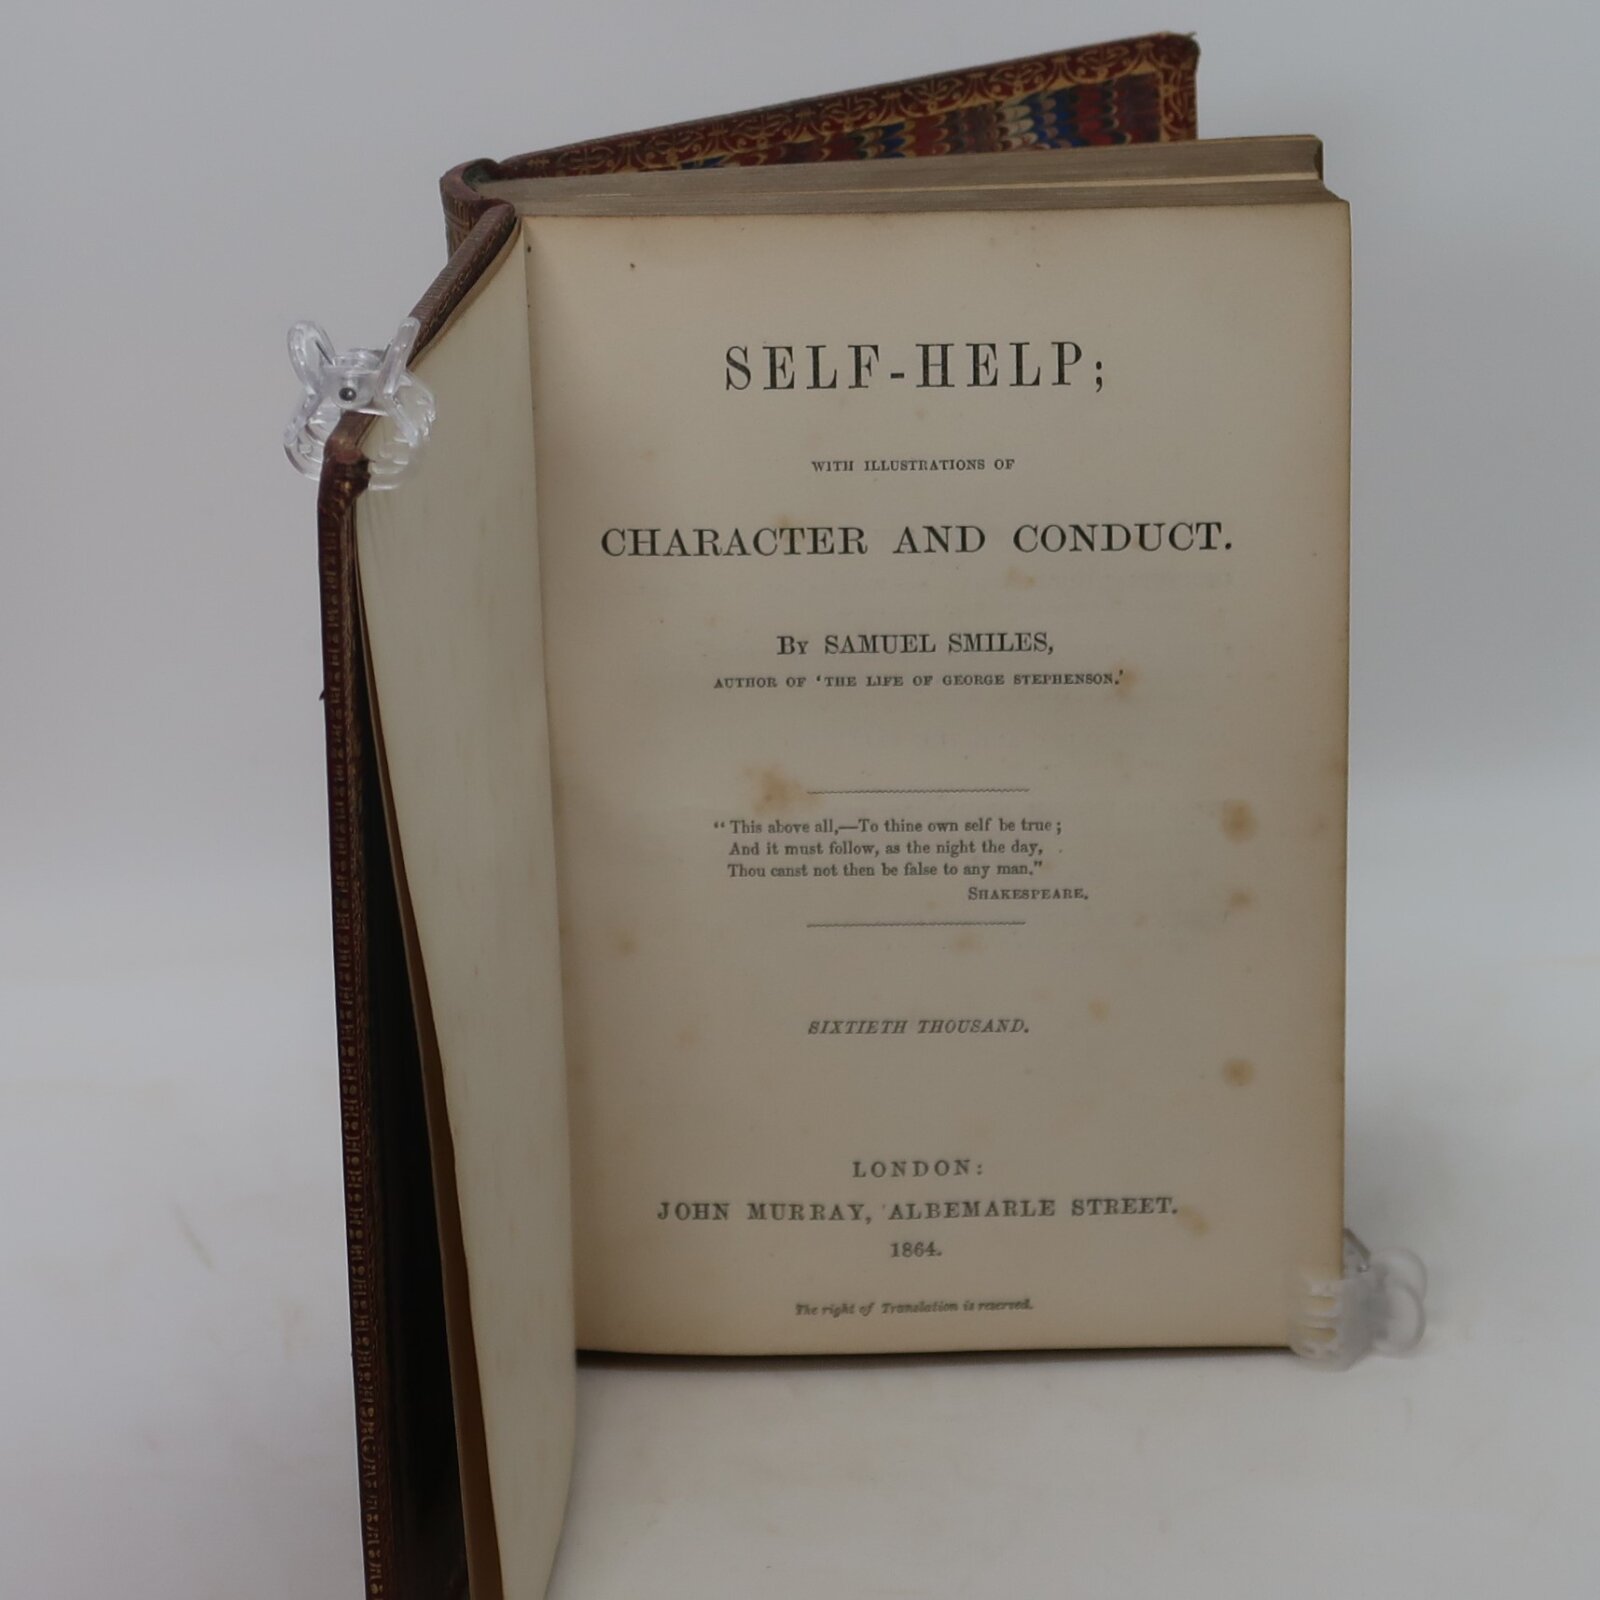 SELF-HELP;
WITH ILLUSTRATIONS OF
CHARACTER AND CONDUCT.
By SAMUEL SMILES,
AUTHOR OF ‘THE LIFE OF GEORGE STEPHENSON.’
“This above all,—To thine own self be true;
And it must follow, as the night the day,
Thou canst not then be false to any man.”
SHAKESPEARE.
SIXTIETH THOUSAND.
LONDON:
JOHN MURRAY, ALBEMARLE STREET.
1864.
The right of Translation is reserved.